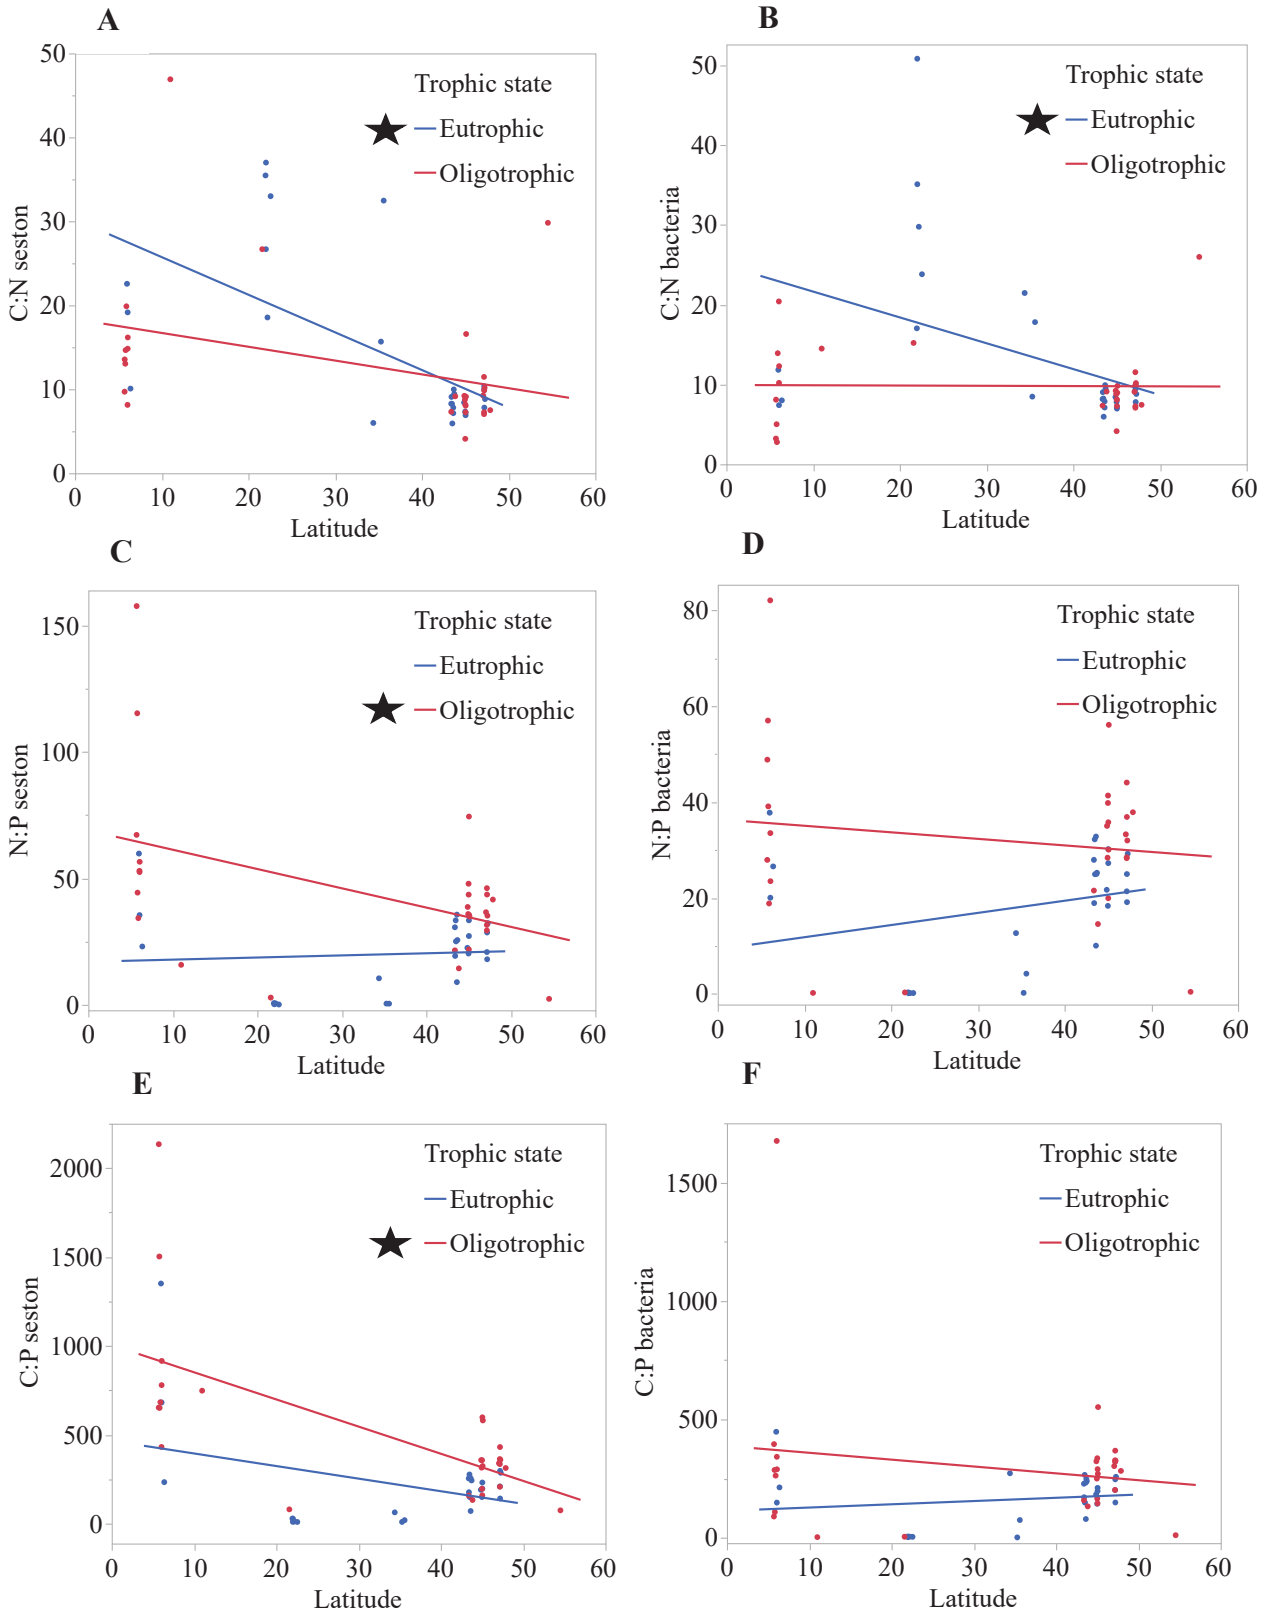 A
50
40
30
20
10
0
C:N seston
Trophic state
Eutrophic
Oligotrophic
0 10 20 30 40 50 60
Latitude
B
50
40
30
20
10
0
C:N bacteria
Trophic state
Eutrophic
Oligotrophic
0 10 20 30 40 50 60
Latitude
C
150
100
50
0
N:P seston
Trophic state
Eutrophic
Oligotrophic
0 10 20 30 40 50 60
Latitude
D
80
60
40
20
0
N:P bacteria
Trophic state
Eutrophic
Oligotrophic
0 10 20 30 40 50 60
Latitude
E
2000
1500
1000
500
0
C:P seston
Trophic state
Eutrophic
Oligotrophic
0 10 20 30 40 50 60
Latitude
F
1500
1000
500
0
C:P bacteria
Trophic state
Eutrophic
Oligotrophic
0 10 20 30 40 50 60
Latitude